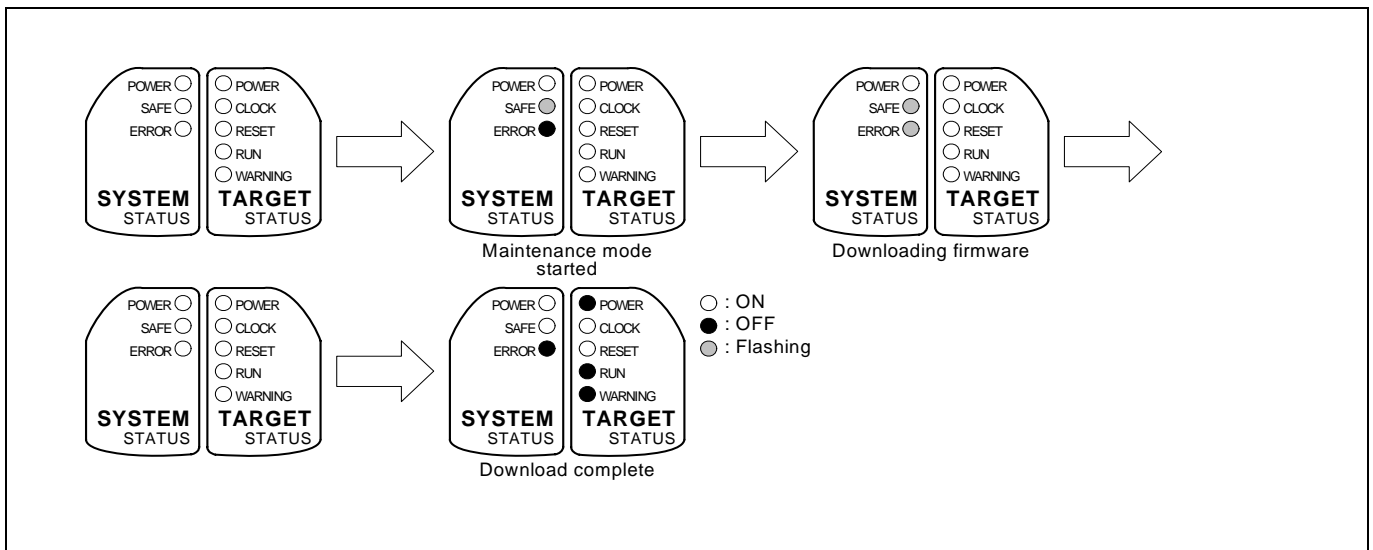 POWER
SAFE
ERROR
SYSTEM
STATUS
POWER
CLOCK
RESET
RUN
WARNING
TARGET
STATUS
POWER
SAFE
ERROR
SYSTEM
STATUS
POWER
CLOCK
RESET
RUN
WARNING
TARGET
STATUS
Maintenance mode
started
POWER
SAFE
ERROR
SYSTEM
STATUS
POWER
CLOCK
RESET
RUN
WARNING
TARGET
STATUS
Downloading firmware
POWER
SAFE
ERROR
SYSTEM
STATUS
POWER
CLOCK
RESET
RUN
WARNING
TARGET
STATUS
POWER
SAFE
ERROR
SYSTEM
STATUS
POWER
CLOCK
RESET
RUN
WARNING
TARGET
STATUS
Download complete
: ON
: OFF
: Flashing